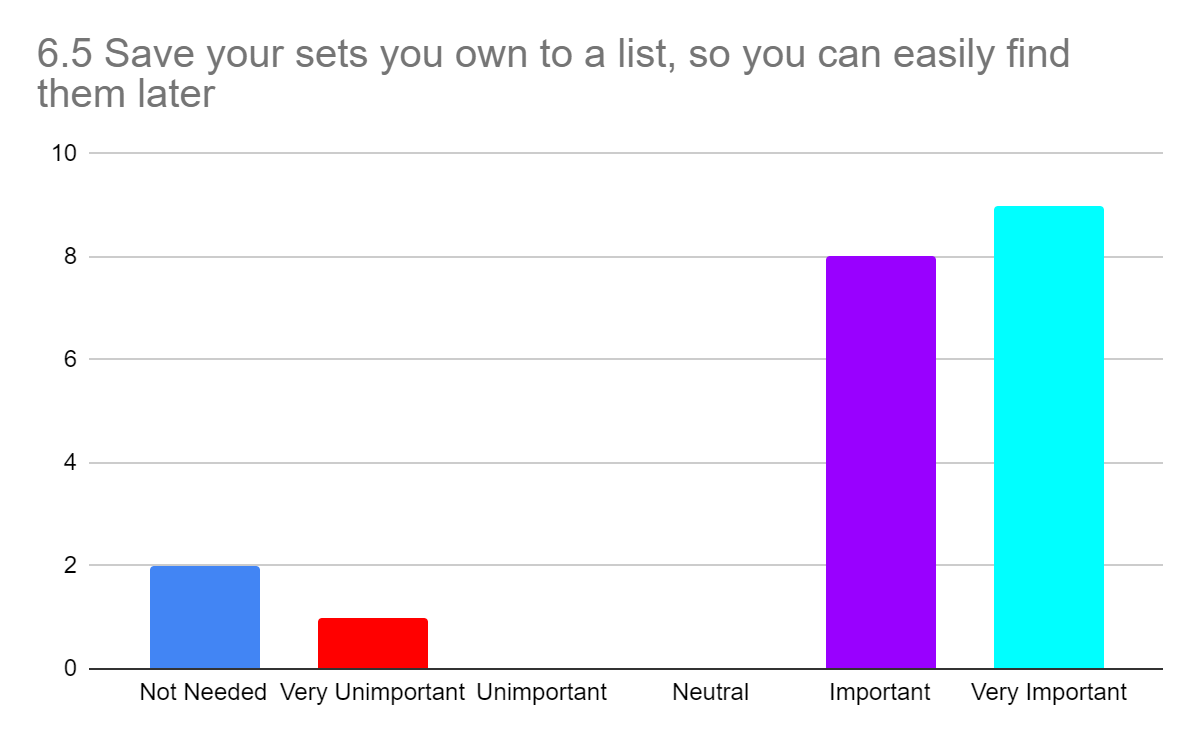 6.5 Save your sets you own to a list, so you can easily find
them later
10
8
6
4
2
0
Not Needed Very Unimportant Unimportant Neutral Important Very Important